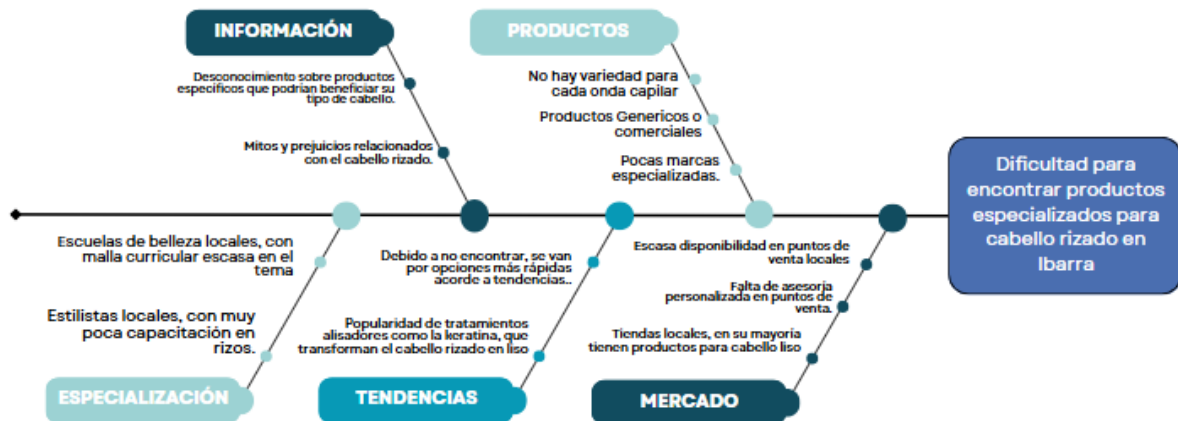 INFORMACIÓN
Desconocimiento sobre productos
específicos que podrían beneficiar su
tipo de cabello.
Mitos y prejuicios relacionados
con el cabello rizado.
PRODUCTOS
No hay variedad para
cada onda capilar
Productos Genericos o
comerciales
Pocas marcas
especializadas.
Dificultad para
encontrar productos
especializados para
cabello rizado en
Ibarra
Escuelas de belleza locales, con
malla curricular escasa en el
tema
Estilistas locales, con muy
poca capacitación en
rizos.
ESPECIALIZACIÓN
Debido a no encontrar, se van
por opciones más rápidas
acorde a tendencias..
Popularidad de tratamientos
alisadores como la keratina, que
transforman el cabello rizado en liso
TENDENCIAS
Escasa disponibilidad en puntos de
venta locales
Falta de asesoría
personalizada en puntos de
venta.
Tiendas locales, en su mayoría
tienen productos para cabello liso
MERCADO